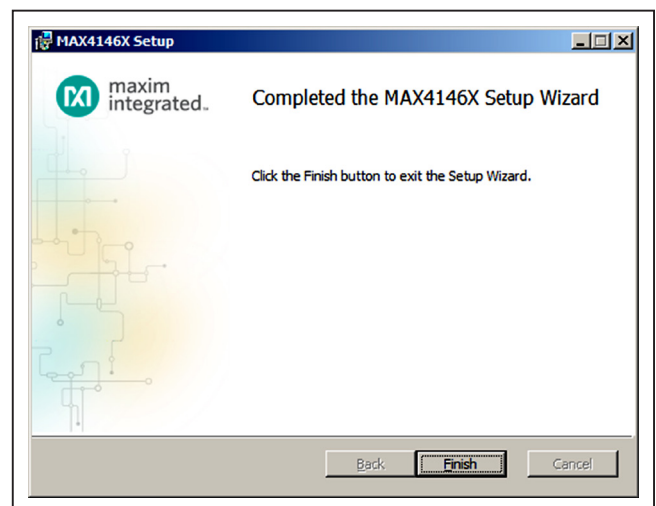 MAX4146X Setup
maxim
integrated™
Completed the MAX4146X Setup Wizard
Click the Finish button to exit the Setup Wizard.
Back
Finish
Cancel